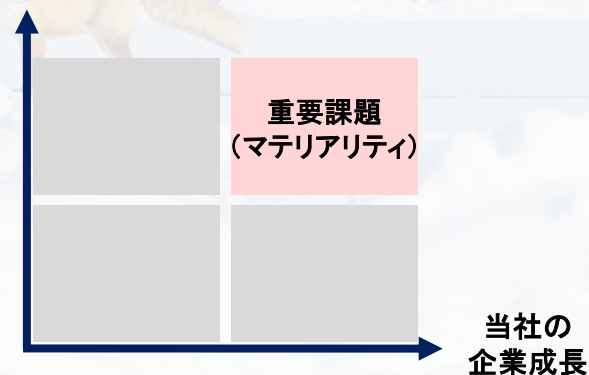 重要課題
（マテリアリティ）
当社の
企業成長